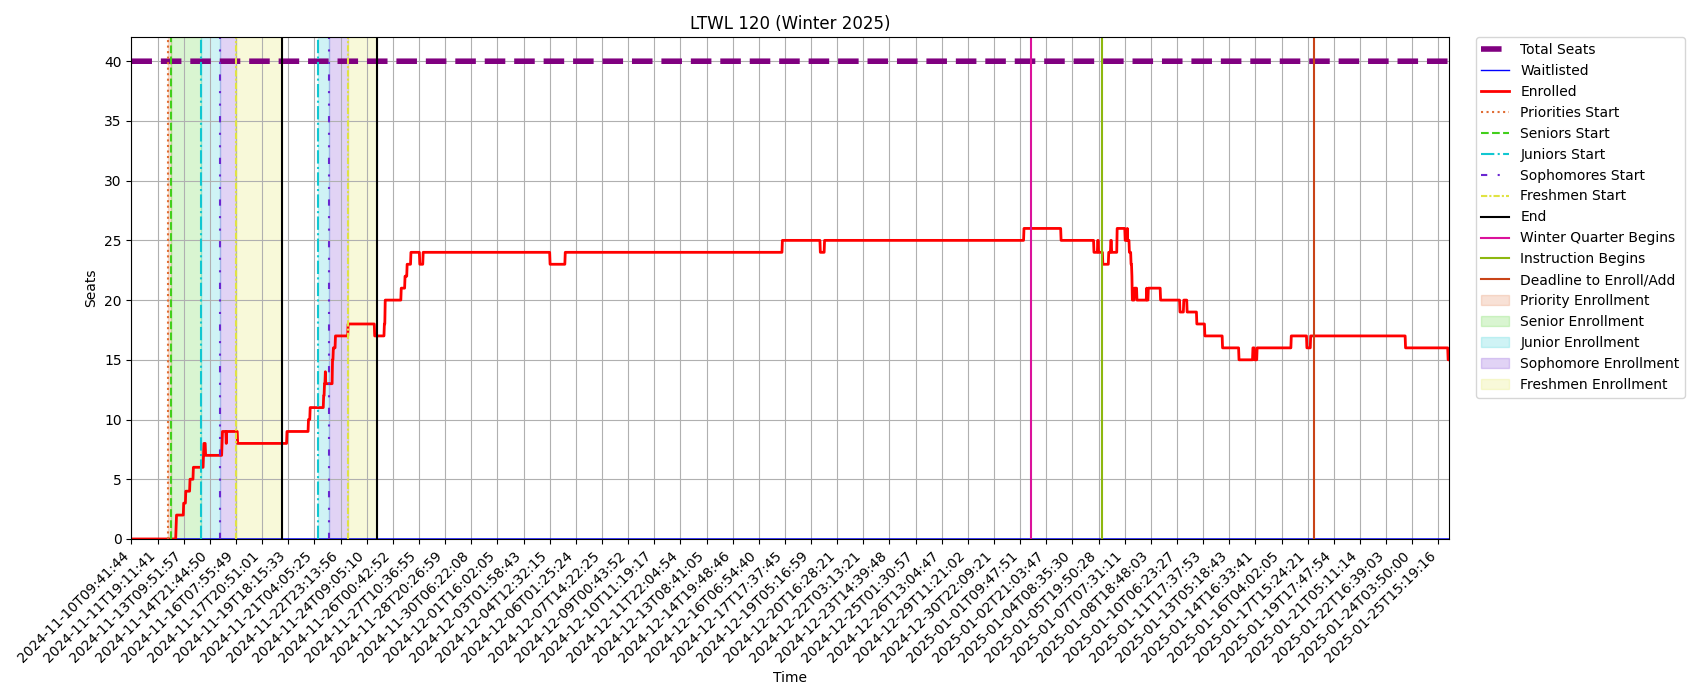 LTWL 120 (Winter 2025)
Seats
40
35
30
25
20
15
10
5
0
2024-11-10T09:41:44
2024-11-11T19:11:41
2024-11-13T09:51:57
2024-11-14T21:44:50
2024-11-16T07:55:49
2024-11-17T20:51:01
2024-11-19T18:15:33
2024-11-21T04:05:25
2024-11-22T22:13:56
2024-11-24T09:05:10
2024-11-26T00:42:52
2024-11-27T10:36:55
2024-11-28T20:26:59
2024-11-30T06:22:08
2024-12-01T16:02:05
2024-12-03T01:58:43
2024-12-04T12:32:15
2024-12-06T01:25:24
2024-12-07T14:22:25
2024-12-09T00:43:52
2024-12-10T11:19:17
2024-12-11T22:04:54
2024-12-13T08:41:05
2024-12-14T19:48:46
2024-12-16T06:54:40
2024-12-17T17:37:45
2024-12-19T05:16:59
2024-12-20T16:28:21
2024-12-22T03:13:21
2024-12-23T14:39:48
2024-12-25T01:30:57
2024-12-26T13:04:47
2024-12-29T11:21:02
2024-12-30T22:09:21
2025-01-01T09:47:51
2025-01-02T21:03:47
2025-01-04T08:35:30
2025-01-05T19:50:28
2025-01-07T07:31:11
2025-01-08T18:48:03
2025-01-10T06:23:27
2025-01-11T17:37:53
2025-01-13T05:18:43
2025-01-14T16:33:41
2025-01-16T04:02:05
2025-01-17T15:24:21
2025-01-19T17:47:54
2025-01-21T05:11:14
2025-01-22T16:39:03
2025-01-24T03:50:00
2025-01-25T15:19:16
Time
Total Seats
Waitlisted
Enrolled
Priorities Start
Seniors Start
Juniors Start
Sophomores Start
Freshmen Start
End
Winter Quarter Begins
Instruction Begins
Deadline to Enroll/Add
Priority Enrollment
Senior Enrollment
Junior Enrollment
Sophomore Enrollment
Freshmen Enrollment